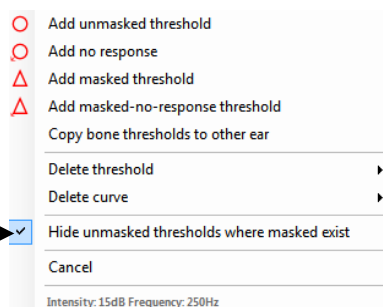 Add unmasked threshold
Add no response
Add masked threshold
Add masked-no-response threshold
Copy bone thresholds to other ear
Delete threshold
Delete curve
Hide unmasked thresholds where masked exist
Cancel
Intensity: 15dB Frequency: 250Hz